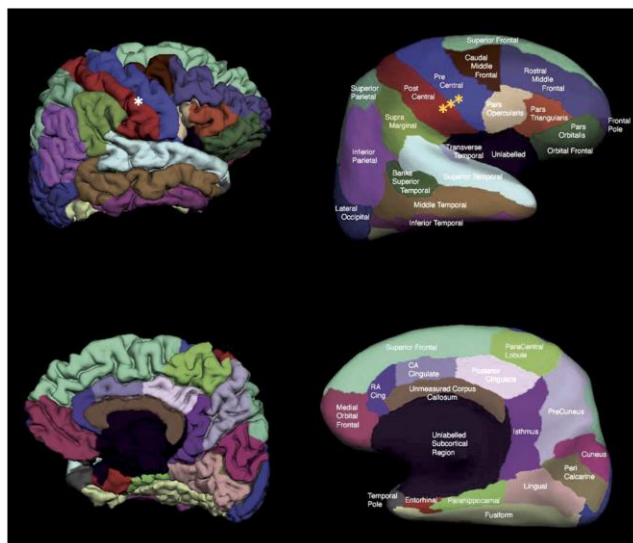 Superior Frontal
Caudal
Middle
Frontal
Rostral
Middle Frontal
Pre
Central
Post
Central
Superior
Parietal
Pars
Opercularis
Pars
Triangularis
Frontal
Pole
Supra
Marginal
Pars
Orbitalis
Transverse
Temporal
Unlabelled
Orbital Frontal
Inferior
Parietal
Banks
Superior
Temporal
Superior Temporal
Lateral
Occipital
Middle Temporal
Inferior Temporal
Superior Frontal
ParaCentral
Lobule
CA
Cingulate
Posterior
Cingulate
RA
Cing
Unmeasured Corpus
Callosum
Medial
Orbital
Frontal
PreCuneus
Isthmus
Unlabelled
Subcortical
Region
Cuneus
Peri
Calcarine
Temporal
Pole
Entorhinal
Parahippocampal
Lingual
Fusiform